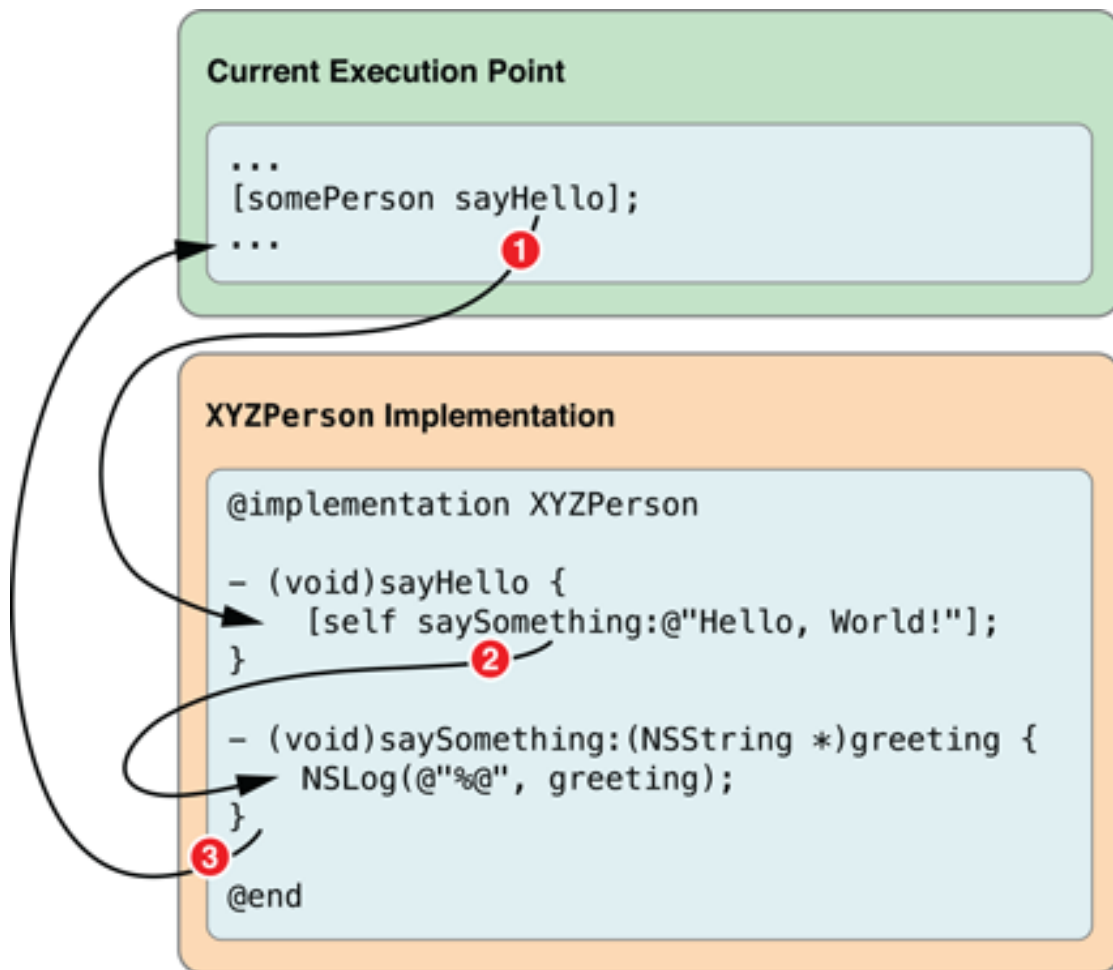 Current Execution Point
...
[somePerson sayHello];
...
1
XYZPerson Implementation
@implementation XYZPerson
- (void)sayHello {
[self saySomething:@"Hello, World!"];
}
2
- (void)saySomething:(NSString *)greeting {
NSLog(@"%@", greeting);
}
3
@end